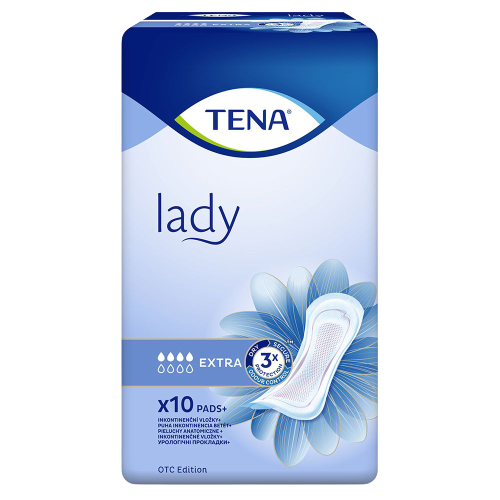 TENA®
lady
EXTRA
DRY
SECURE
3x
PROTECTION
ODOUR CONTROL
x10 PADS+
INKONTINENČNÍ VLOŽKY+
PUHA INKONTINENCIA BETÉT+
PIELUCHY ANATOMICZNE +
INKONTINENČNÉ VLOŽKY+
УРОЛОГІЧНІ ПРОКЛАДКИ+
OTC Edition